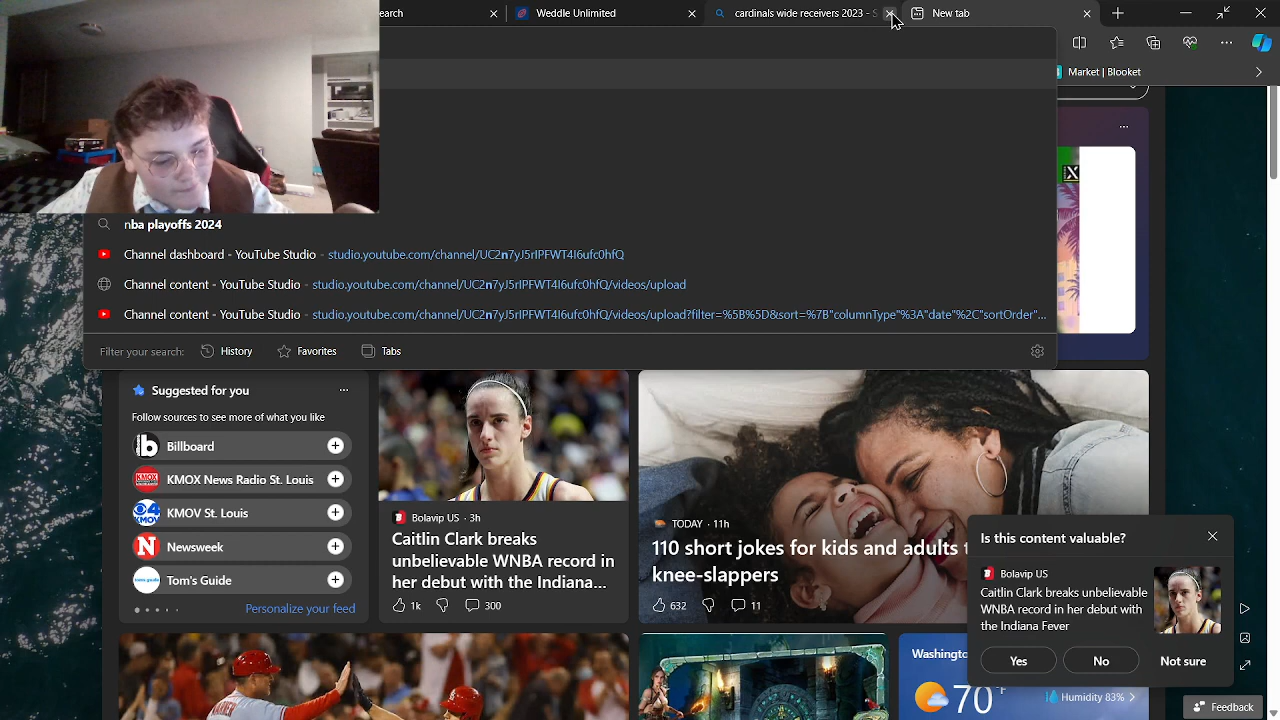 earch
Weddle Unlimited
cardinals wide receivers 2023 - S
New tab
Market | Blooket
nba playoffs 2024
Channel dashboard - YouTube Studio - studio.youtube.com/channel/UC2n7yJ5rIPFWT4I6ufc0hfQ
Channel content - YouTube Studio - studio.youtube.com/channel/UC2n7yJ5rIPFWT4I6ufc0hfQ/videos/upload
Channel content - YouTube Studio - studio.youtube.com/channel/UC2n7yJ5rIPFWT4I6ufc0hfQ/videos/upload?filter=%5B%5D&sort=%7B"columnType"%3A"date"%2C"sortOrder"...
Filter your search:
History
Favorites
Tabs
Suggested for you
Follow sources to see more of what you like
Billboard
KMOX News Radio St. Louis
KMOV St. Louis
Newsweek
Tom's Guide
Personalize your feed
Bolavip US · 3h
Caitlin Clark breaks
unbelievable WNBA record in
her debut with the Indiana...
1k
300
TODAY · 11h
110 short jokes for kids and adults t
knee-slappers
632
11
Is this content valuable?
Bolavip US
Caitlin Clark breaks unbelievable
WNBA record in her debut with
the Indiana Fever
Yes
No
Not sure
Washingto
70°F
Humidity 83%
Feedback